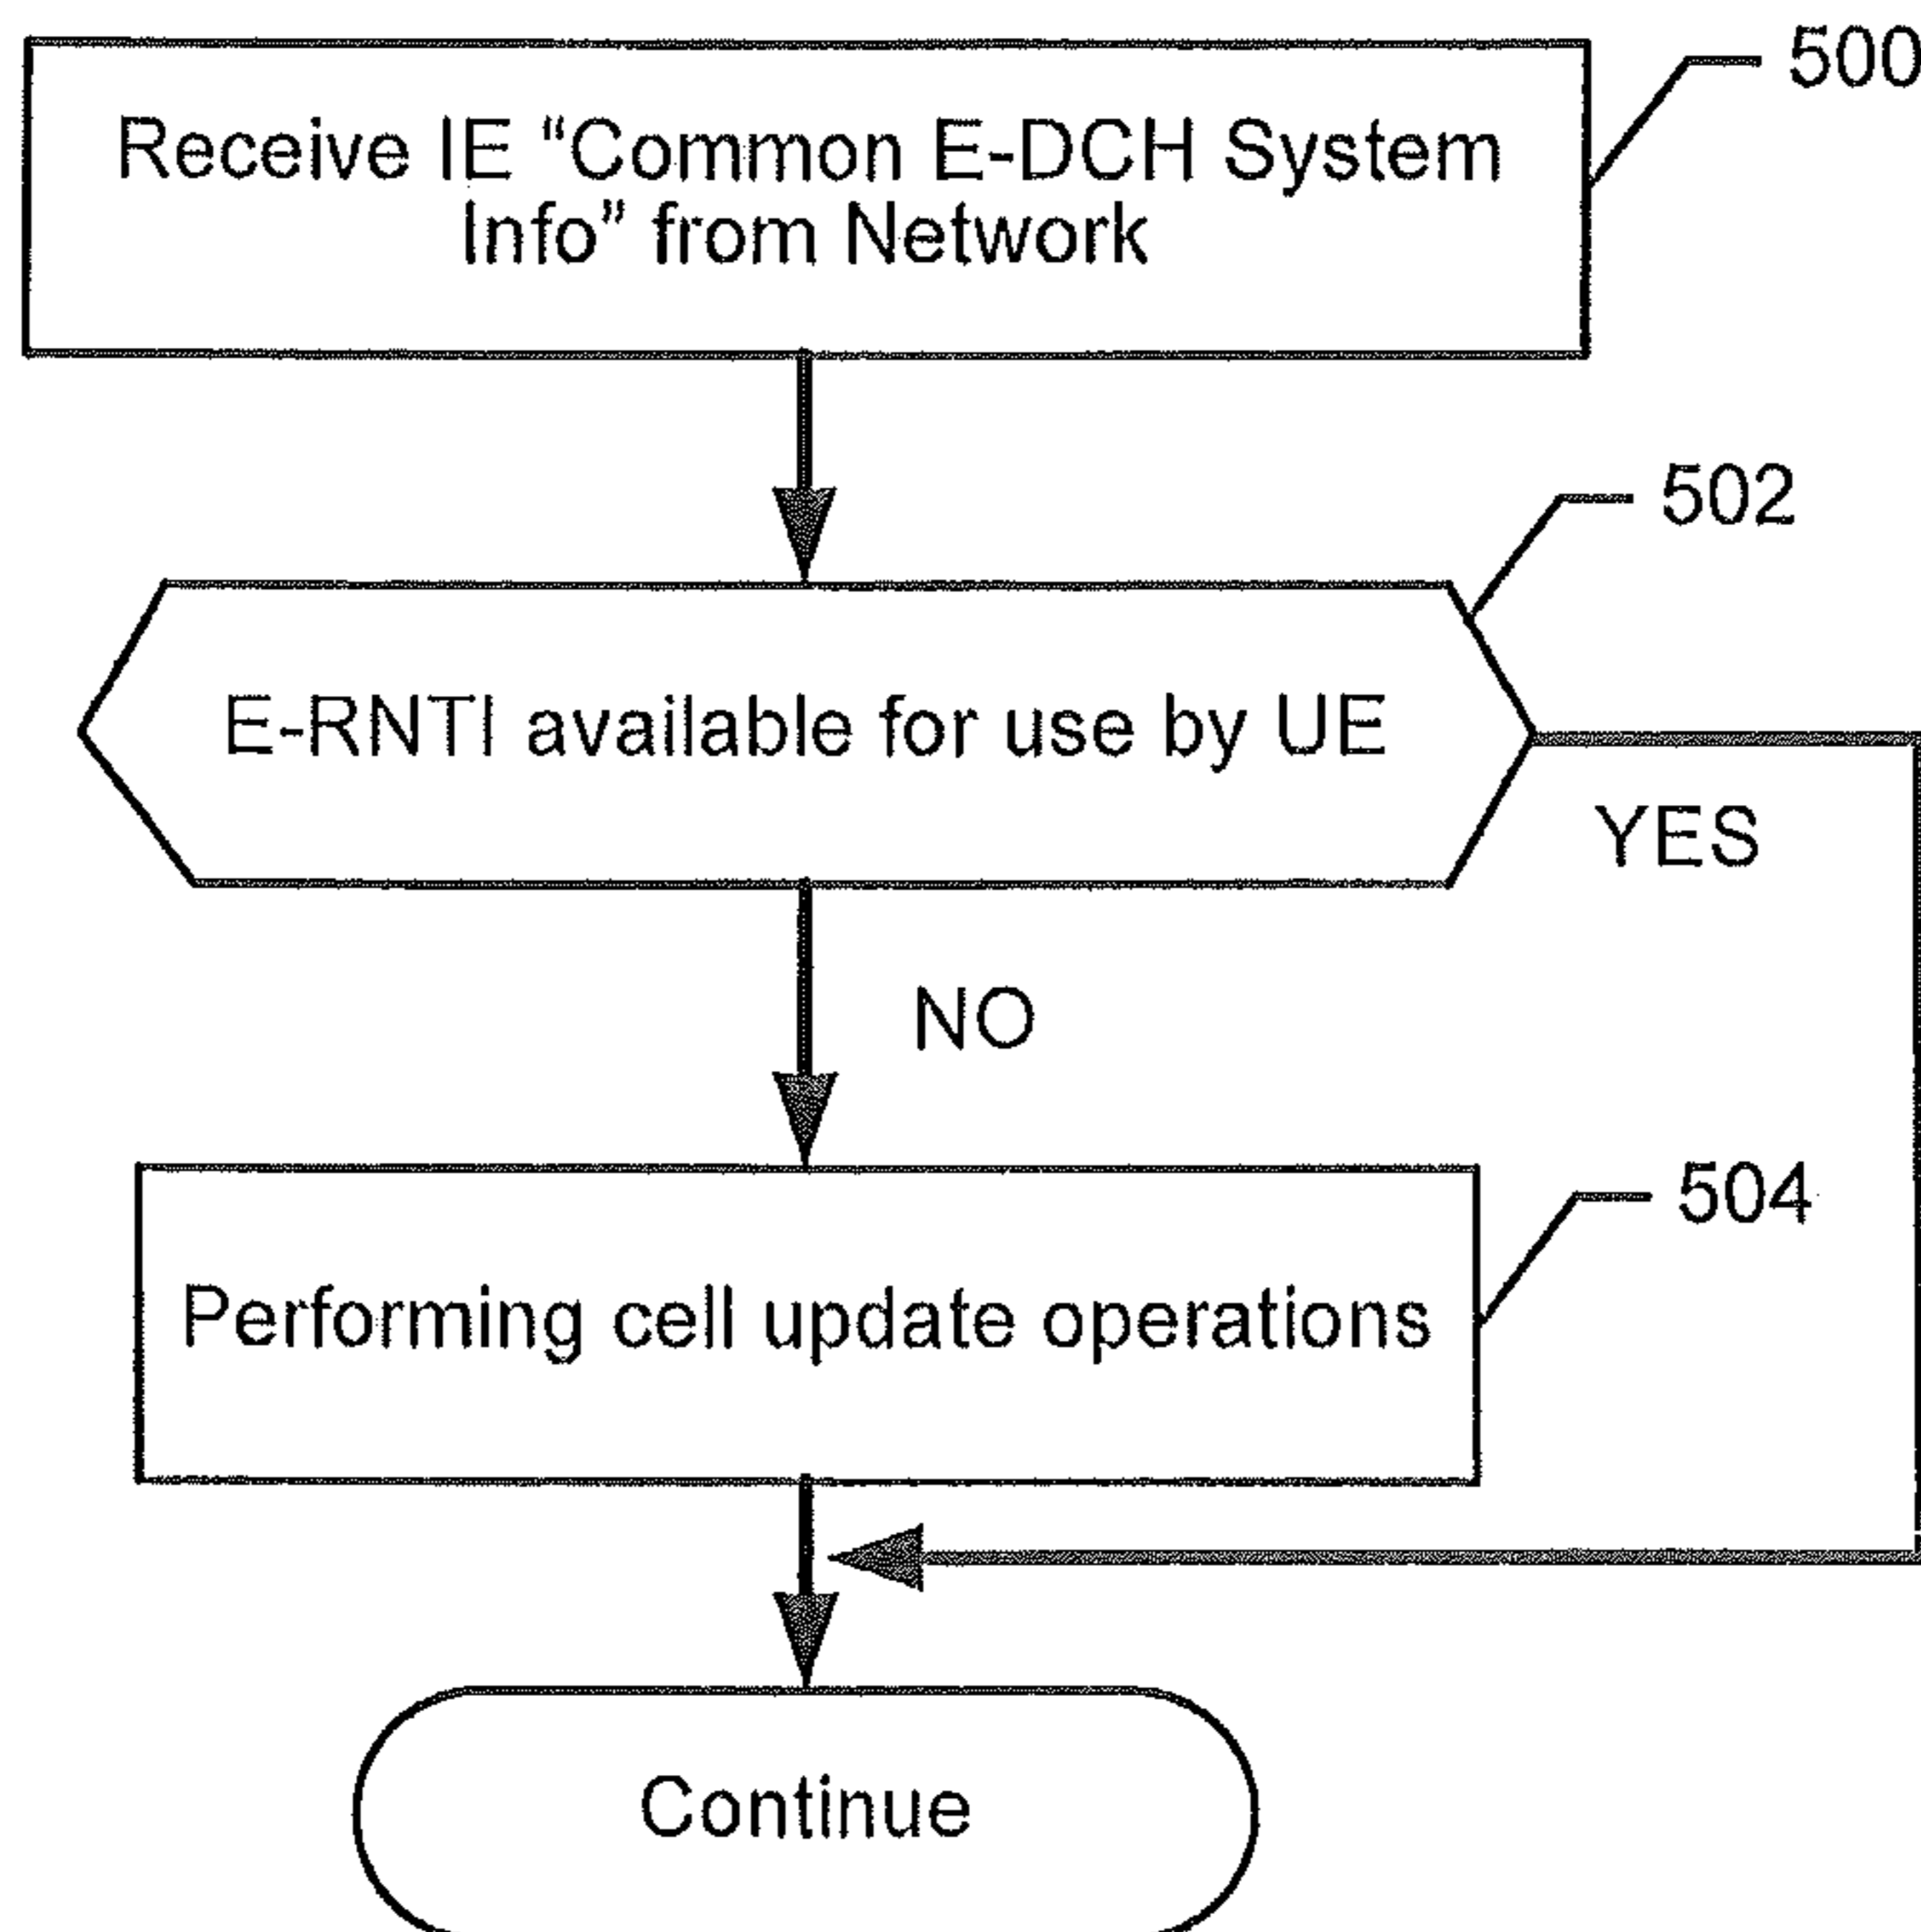 500
Receive IE “Common E-DCH System
Info” from Network
502
E-RNTI available for use by UE
YES
NO
504
Performing cell update operations
Continue